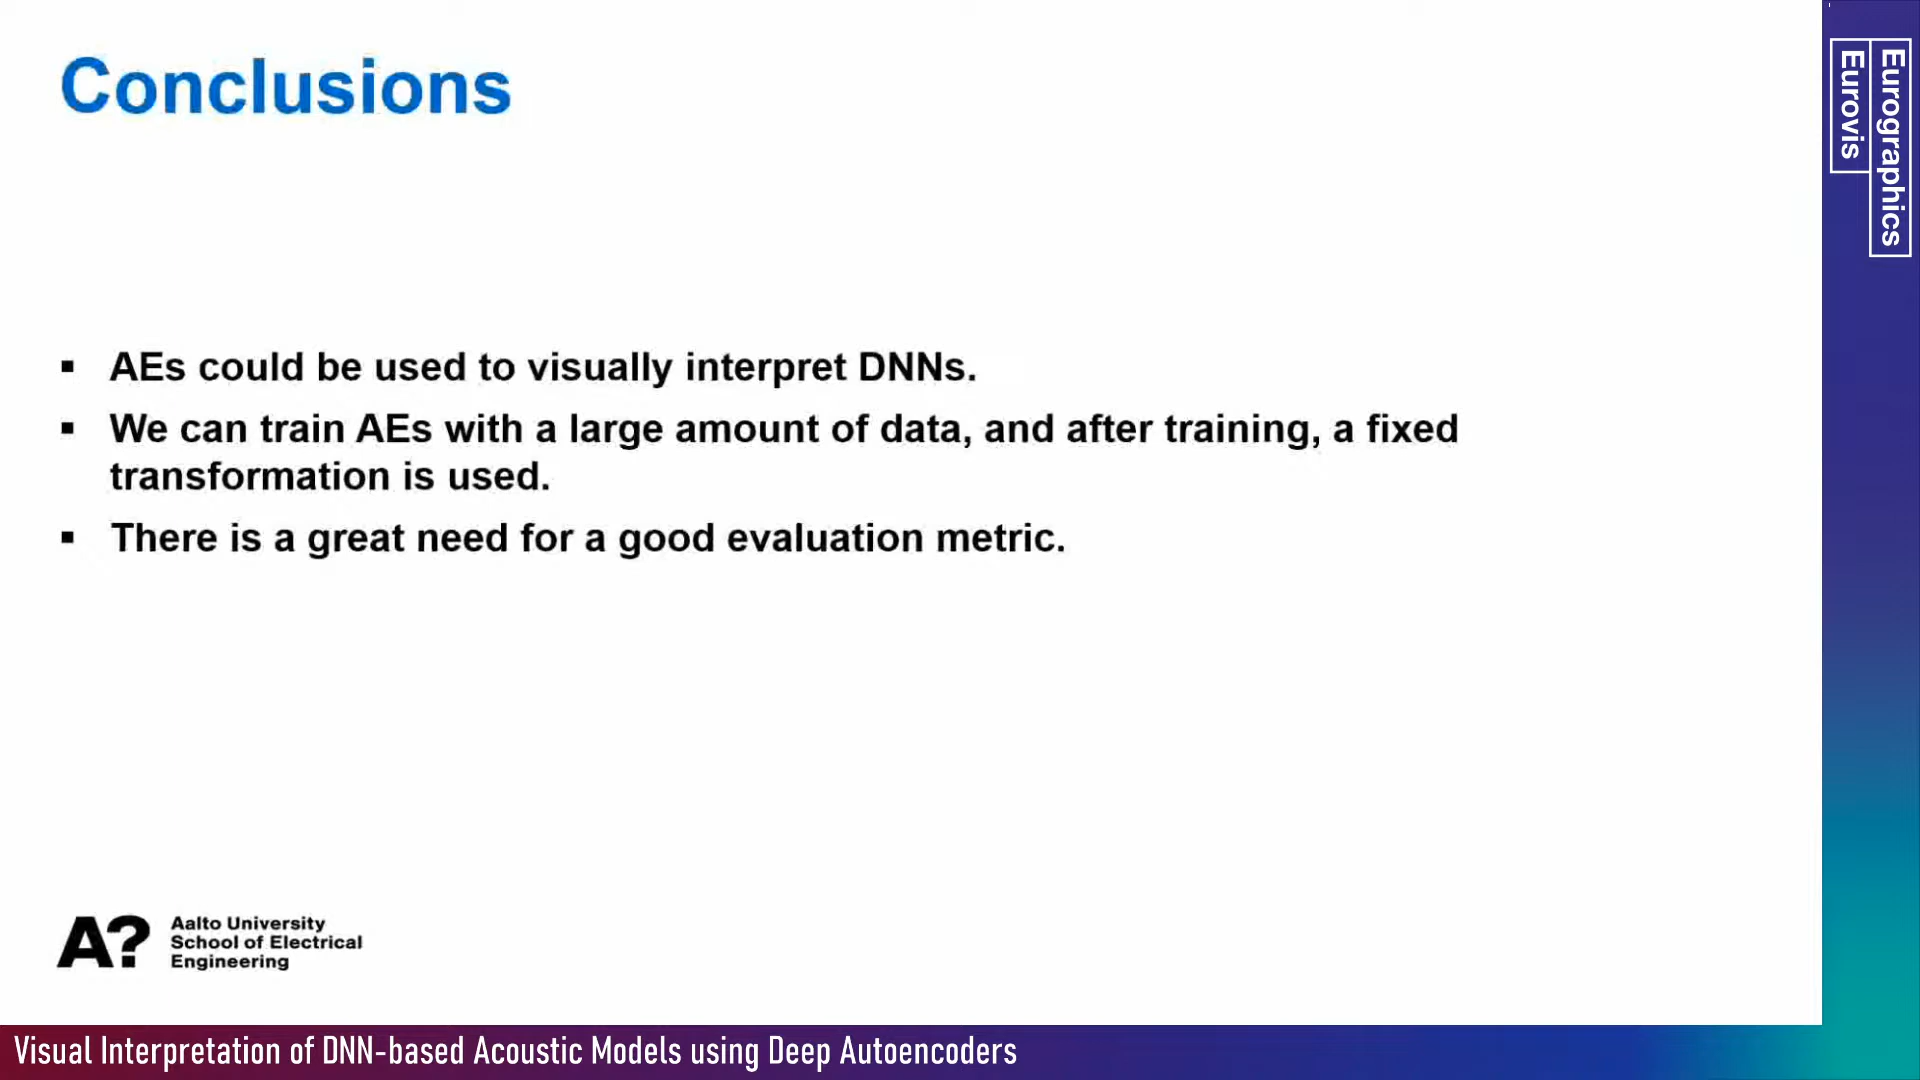 Conclusions
▪ AEs could be used to visually interpret DNNs.
▪ We can train AEs with a large amount of data, and after training, a fixed
transformation is used.
▪ There is a great need for a good evaluation metric.
A?
Aalto University
School of Electrical
Engineering
Visual Interpretation of DNN-based Acoustic Models using Deep Autoencoders
Eurographics
Eurovis